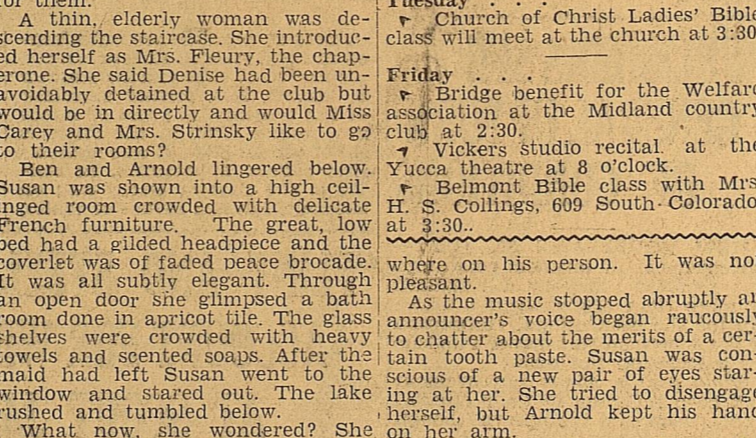 for them.
A thin, elderly woman was de-
scending the staircase. She introduc-
ed herself as Mrs. Fleury, the chap-
erone. She said Denise had been un-
avoidably detained at the club but
would be in directly and would Miss
Carey and Mrs. Strinsky like to go
to their rooms?
Ben and Arnold lingered below.
Susan was shown into a high ceil-
inged room crowded with delicate
French furniture. The great, low
bed had a gilded headpiece and the
coverlet was of faded peace brocade.
It was all subtly elegant. Through
an open door she glimpsed a bath
room done in apricot tile. The glass
shelves were crowded with heavy
towels and scented soaps. After the
maid had left Susan went to the
window and stared out. The lake
rushed and tumbled below.
What now, she wondered? She
Tuesday . . .
Church of Christ Ladies' Bible
class will meet at the church at 3:30
Friday . . .
Bridge benefit for the Welfare
association at the Midland country
club at 2:30.
Vickers studio recital at the
Yucca theatre at 8 o'clock.
Belmont Bible class with Mrs
H. S. Collings, 609 South Colorado
at 3:30..
where on his person. It was no
pleasant.
As the music stopped abruptly an
announcer's voice began raucously
to chatter about the merits of a cer-
tain tooth paste. Susan was con-
scious of a new pair of eyes star-
ing at her. She tried to disengage
herself, but Arnold kept his hand
on her arm.